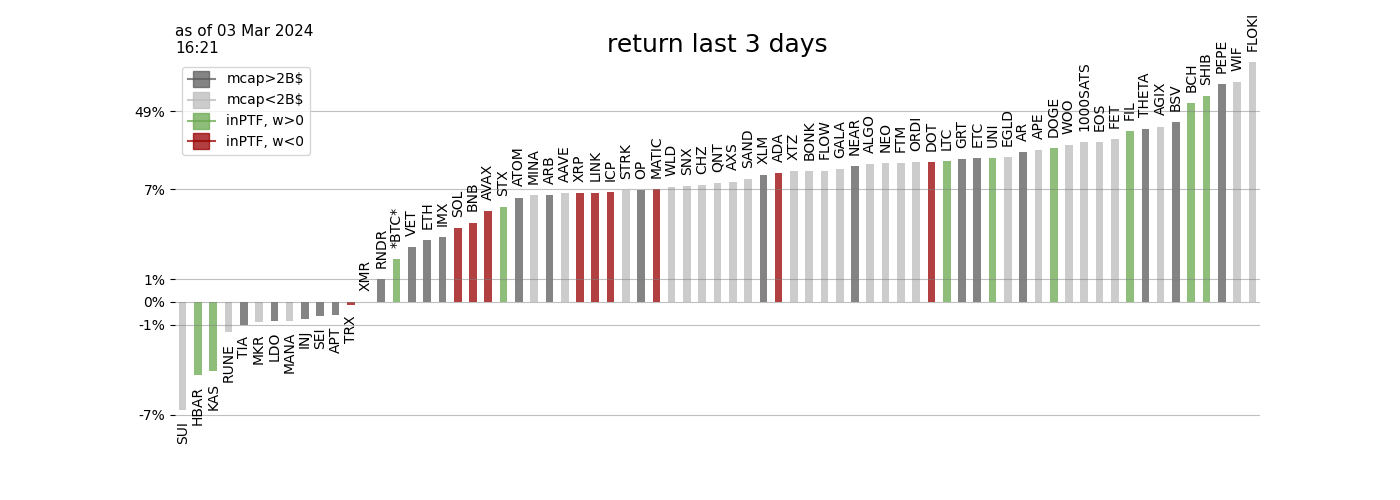 as of 03 Mar 2024
16:21
return last 3 days
mcap>2B$
mcap<2B$
inPTF, w>0
inPTF, w<0
49%
7%
1%
0%
-1%
-7%
SUI
HBAR
KAS
RUNE
TIA
MKR
LDO
MANA
INJ
SEI
APT
TRX
XMR
RNDR
*BTC*
VET
ETH
IMX
SOL
BNB
AVAX
STX
ATOM
MINA
ARB
AAVE
XRP
LINK
ICP
STRK
OP
MATIC
WLD
SNX
CHZ
QNT
AXS
SAND
XLM
ADA
XTZ
BONK
FLOW
GALA
NEAR
ALGO
NEO
FTM
ORDI
DOT
LTC
GRT
ETC
UNI
EGLD
AR
APE
DOGE
WOO
1000SATS
EOS
FET
FIL
THETA
AGIX
BSV
BCH
SHIB
PEPE
WIF
FLOKI